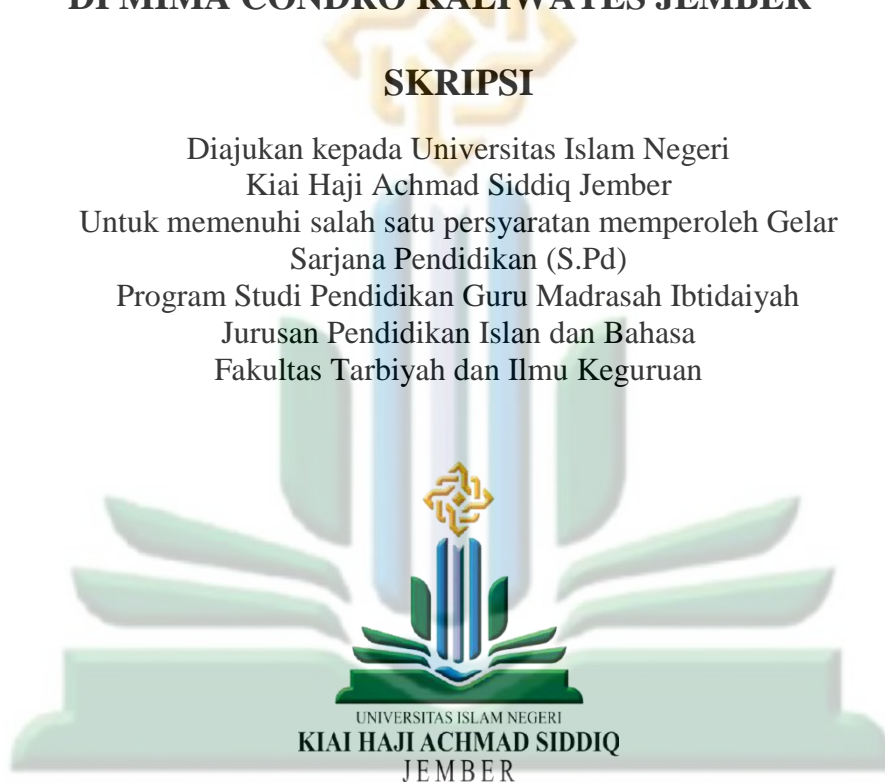 DI MIMA CONDRO KALIWATES JEMBER
SKRIPSI
Diajukan kepada Universitas Islam Negeri
Kiai Haji Achmad Siddiq Jember
Untuk memenuhi salah satu persyaratan memperoleh Gelar
Sarjana Pendidikan (S.Pd)
Program Studi Pendidikan Guru Madrasah Ibtidaiyah
Jurusan Pendidikan Islan dan Bahasa
Fakultas Tarbiyah dan Ilmu Keguruan
UNIVERSITAS ISLAM NEGERI
KIAI HAJI ACHMAD SIDDIQ
JEMBER